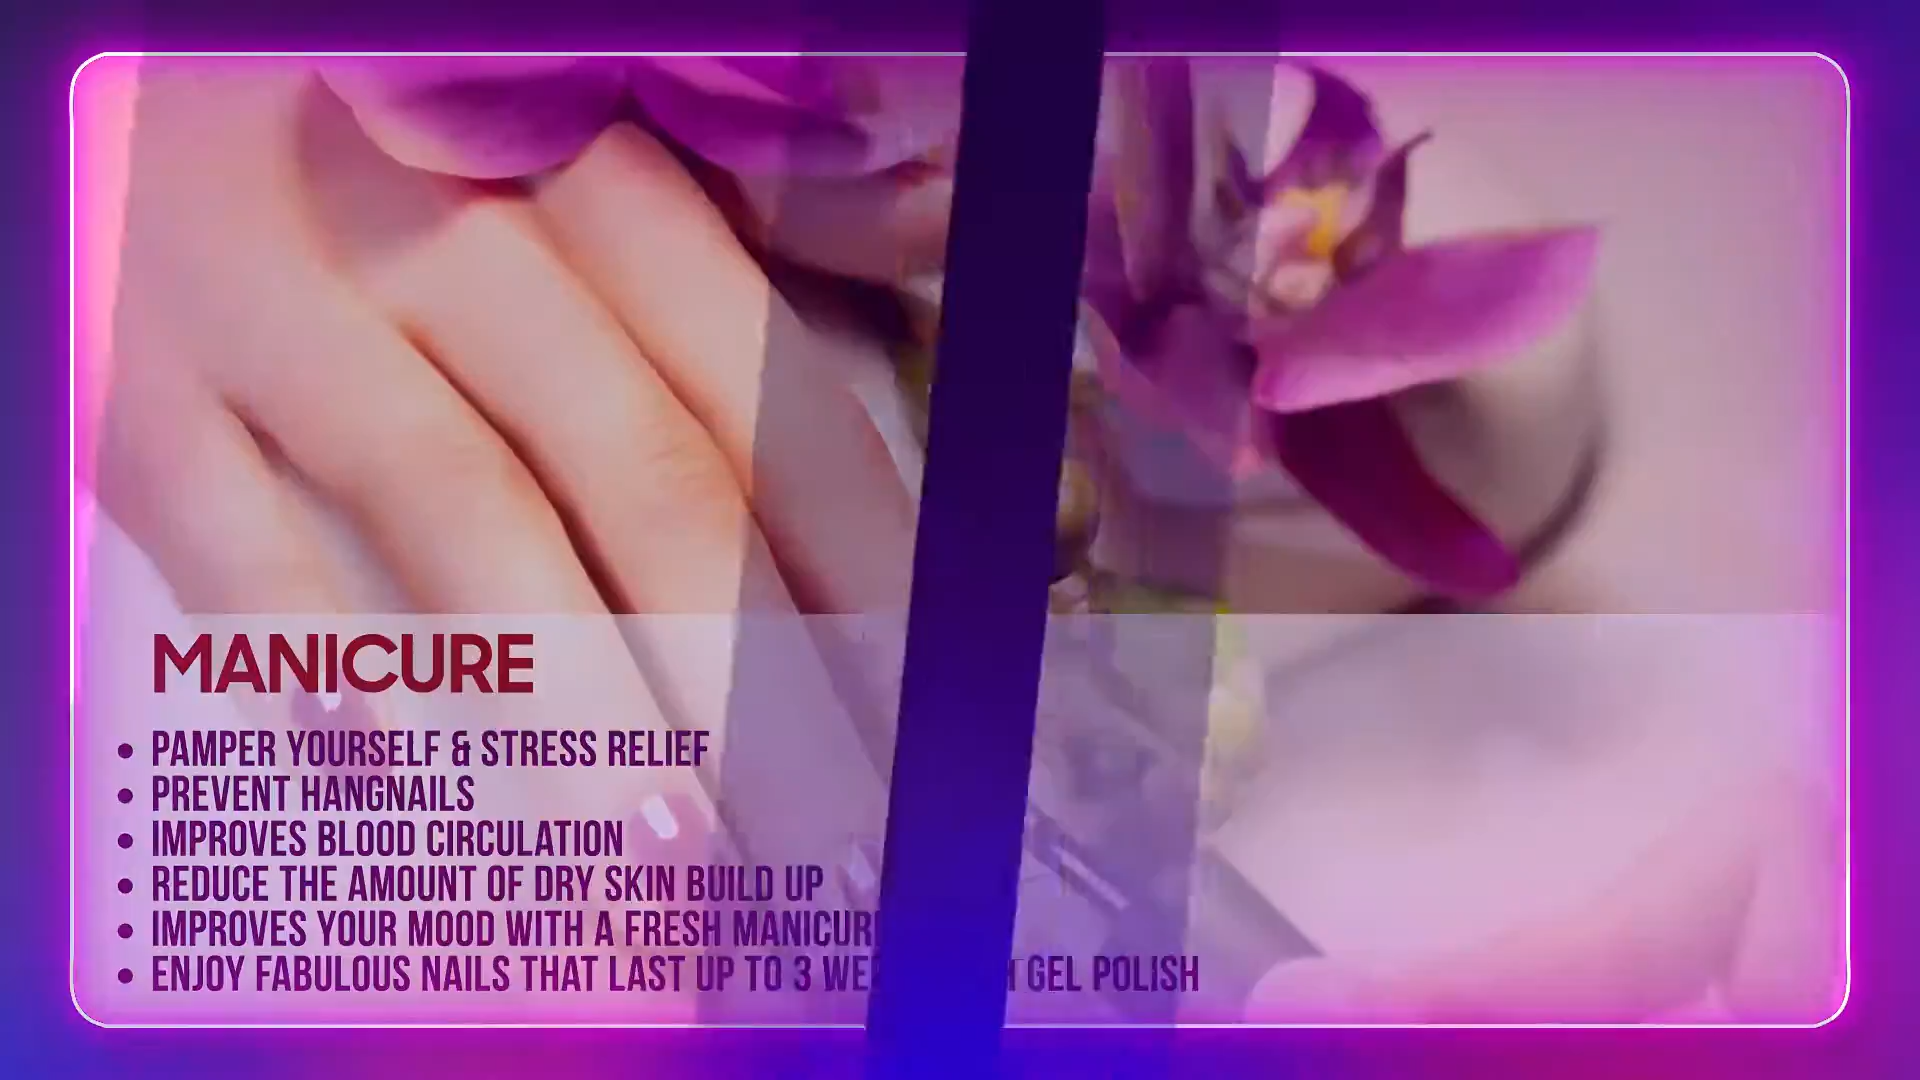 MANICURE
• PAMPER YOURSELF & STRESS RELIEF
• PREVENT HANGNAILS
• IMPROVES BLOOD CIRCULATION
• REDUCE THE AMOUNT OF DRY SKIN BUILD UP
• IMPROVES YOUR MOOD WITH A FRESH MANICUR
• ENJOY FABULOUS NAILS THAT LAST UP TO 3 GEL POLISH